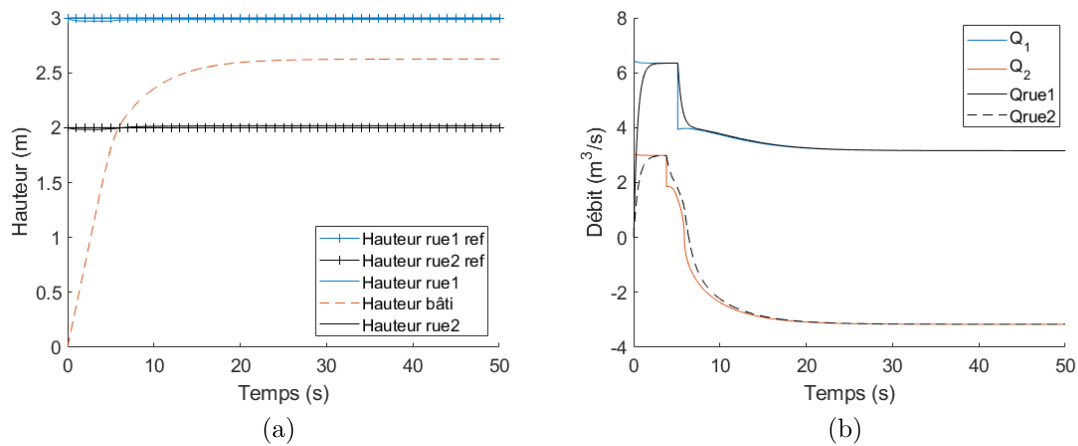 3
2.5
2
1.5
1
0.5
0
Hauteur (m)
Hauteur rue1 ref
Hauteur rue2 ref
Hauteur rue1
Hauteur bâti
Hauteur rue2
0 10 20 30 40 50
Temps (s)
(a)
8
6
4
2
0
-2
-4
Débit (m³/s)
Q₁
Q₂
Qrue1
Qrue2
0 10 20 30 40 50
Temps (s)
(b)